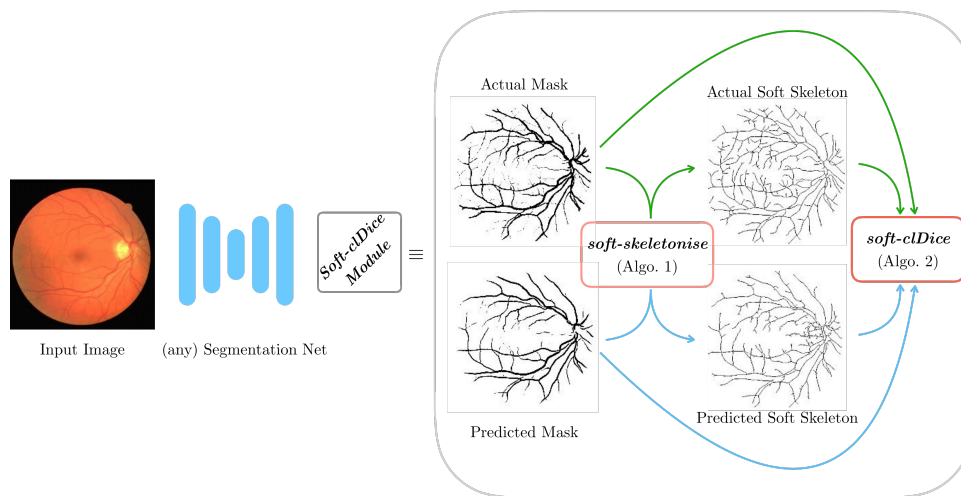 Input Image
(any) Segmentation Net
Soft-clDice
Module
≡
Actual Mask
Actual Soft Skeleton
soft-skeletonise
(Algo. 1)
soft-clDice
(Algo. 2)
Predicted Mask
Predicted Soft Skeleton